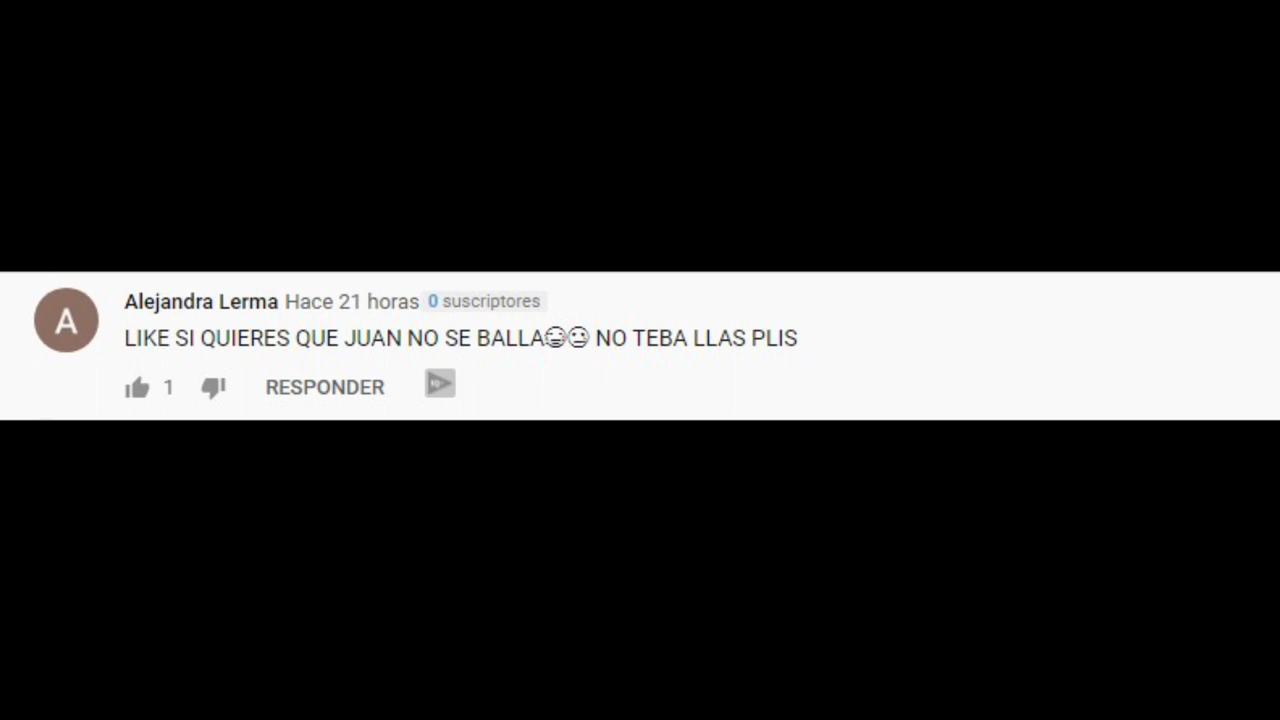 A
Alejandra Lerma Hace 21 horas 0 suscriptores
LIKE SI QUIERES QUE JUAN NO SE BALLA NO TEBA LLAS PLIS
1 RESPONDER